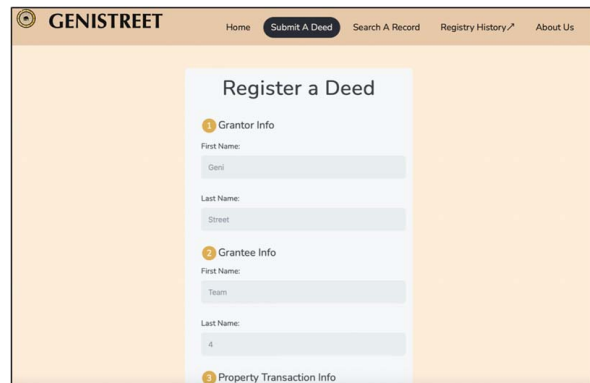 GENISTREET
Home Submit A Deed Search A Record Registry History↗ About Us
Register a Deed
1 Grantor Info
First Name:
Geni
Last Name:
Street
2 Grantee Info
First Name:
Team
Last Name:
4
3 Property Transaction Info